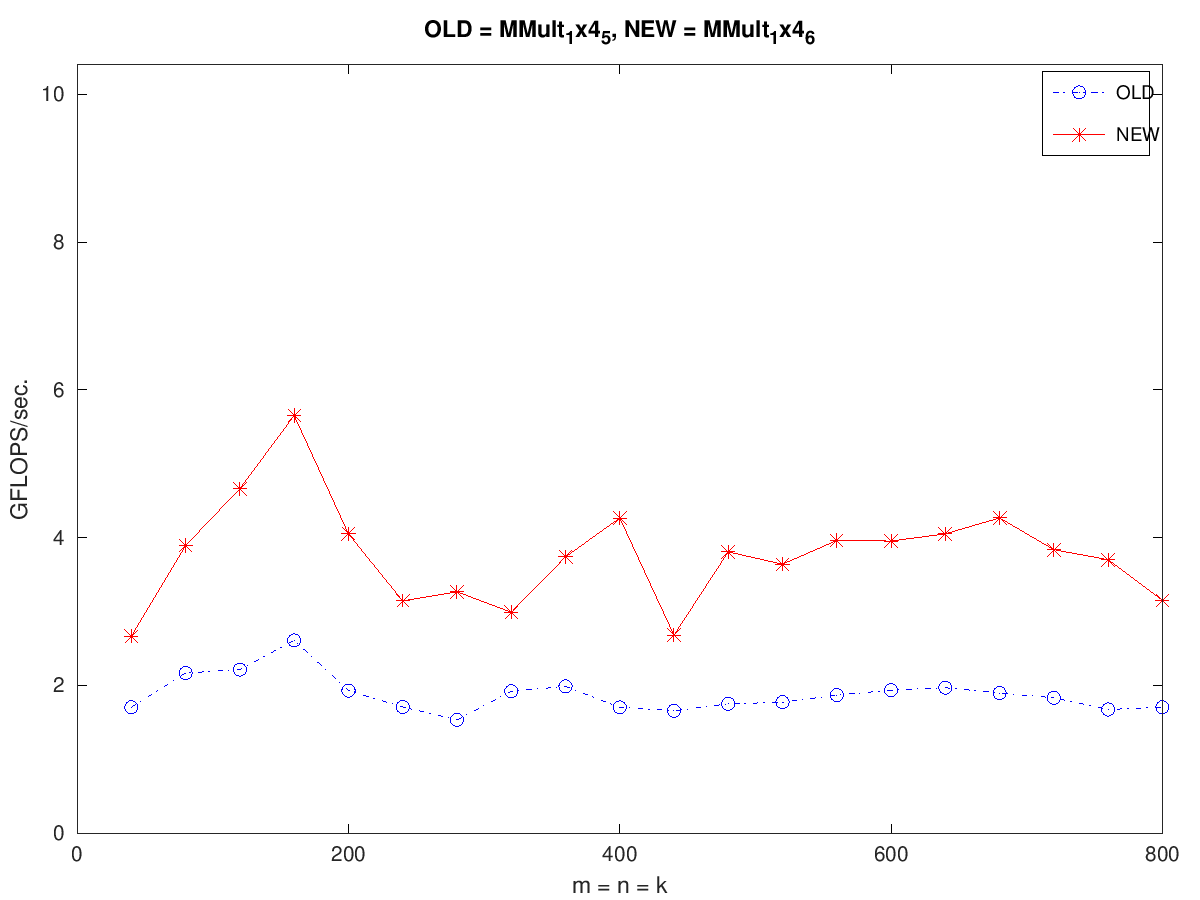 OLD = MMult₁x4₅, NEW = MMult₁x4₆
OLD
NEW
10
8
6
4
2
0
GFLOPS/sec.
0 200 400 600 800
m = n = k